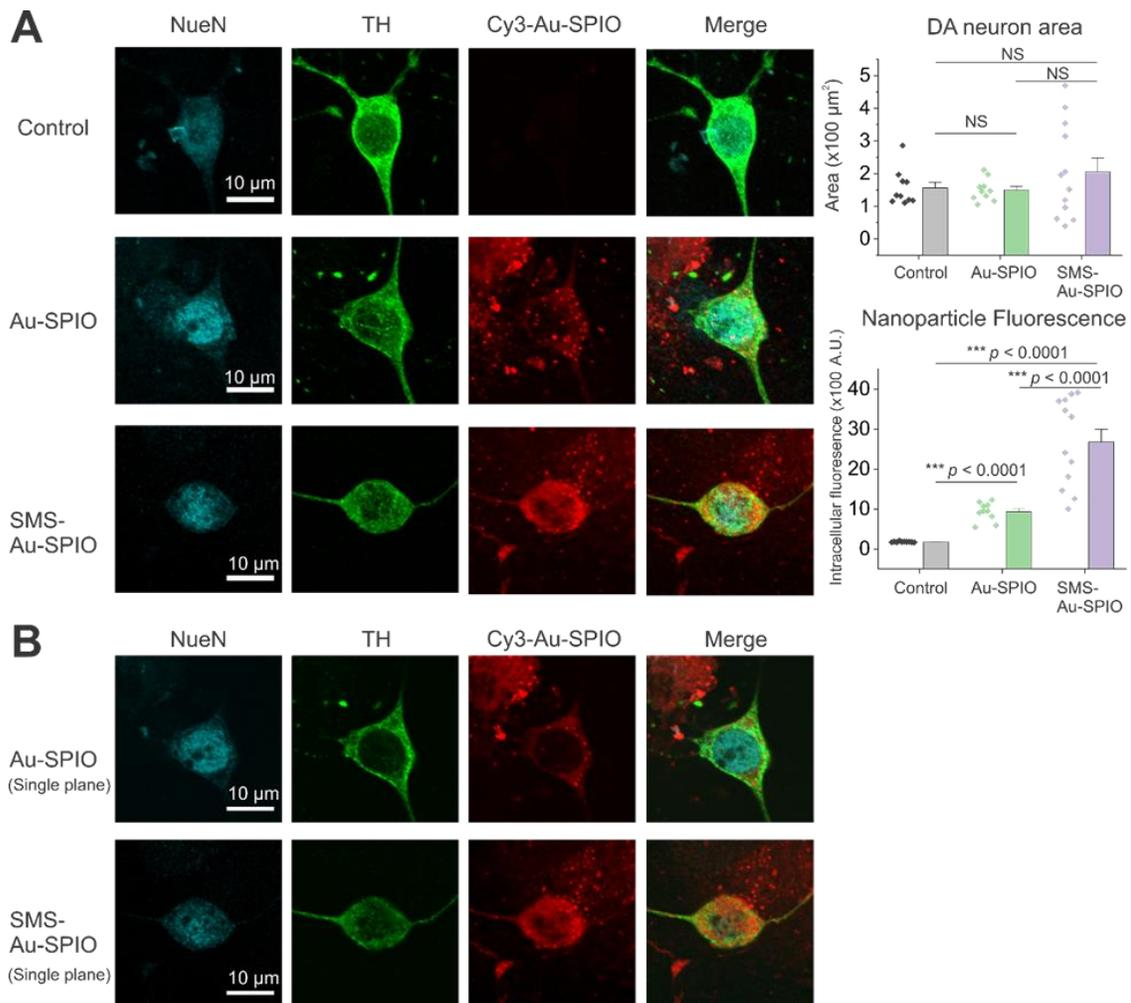 A
NueN TH Cy3-Au-SPIO Merge
Control
10 µm
Au-SPIO
10 µm
SMS-
Au-SPIO
10 µm
DA neuron area
NS
NS
NS
Area (x100 µm²)
5
4
3
2
1
0
Control Au-SPIO SMS-
Au-SPIO
Nanoparticle Fluorescence
*** p < 0.0001
*** p < 0.0001
*** p < 0.0001
Intracellular fluoresence (x100 A.U.)
40
30
20
10
0
Control Au-SPIO SMS-
Au-SPIO
B
NueN TH Cy3-Au-SPIO Merge
Au-SPIO
(Single plane)
10 µm
SMS-
Au-SPIO
(Single plane)
10 µm